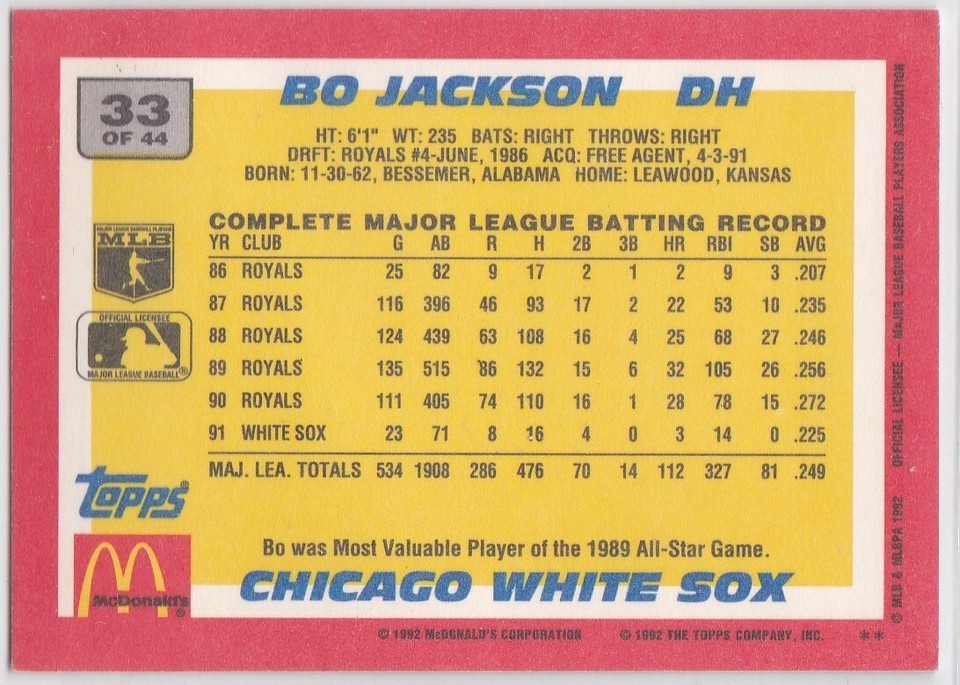 33
OF 44
BO JACKSON DH
HT: 6'1" WT: 235 BATS: RIGHT THROWS: RIGHT
DRFT: ROYALS #4-JUNE, 1986 ACQ: FREE AGENT, 4-3-91
BORN: 11-30-62, BESSEMER, ALABAMA HOME: LEAWOOD, KANSAS
COMPLETE MAJOR LEAGUE BATTING RECORD
YR CLUB G AB R H 2B 3B HR RBI SB AVG
86 ROYALS 25 82 9 17 2 1 2 9 3 .207
87 ROYALS 116 396 46 93 17 2 22 53 10 .235
88 ROYALS 124 439 63 108 16 4 25 68 27 .246
89 ROYALS 135 515 86 132 15 6 32 105 26 .256
90 ROYALS 111 405 74 110 16 1 28 78 15 .272
91 WHITE SOX 23 71 8 16 4 0 3 14 0 .225
MAJ. LEA. TOTALS 534 1908 286 476 70 14 112 327 81 .249
Bo was Most Valuable Player of the 1989 All-Star Game.
CHICAGO WHITE SOX
MAJOR LEAGUE BASEBALL PLAYERS
MLB
OFFICIAL LICENSEE
MAJOR LEAGUE BASEBALL®
Topps®
McDonald's
®
© 1992 McDONALD'S CORPORATION © 1992 THE TOPPS COMPANY, INC. **
© MLB & MLBPA 1992 OFFICIAL LICENSEE — MAJOR LEAGUE BASEBALL PLAYERS ASSOCIATION